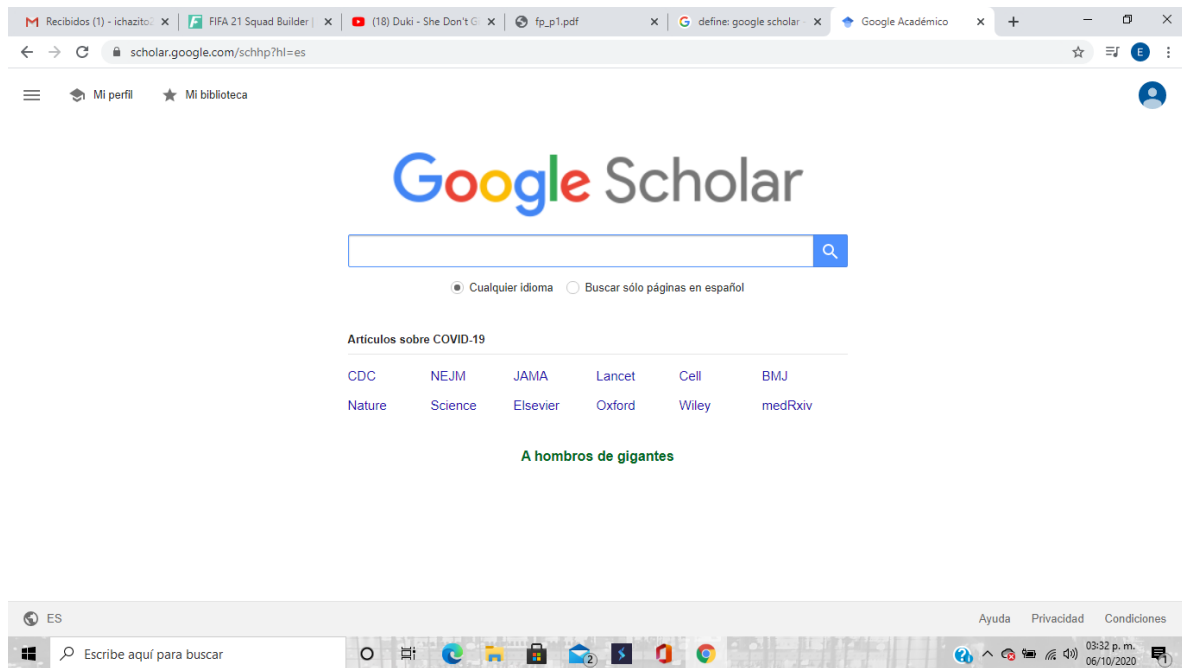 Recibidos (1) - ichazito FIFA 21 Squad Builder (18) Duki - She Don't G fp_p1.pdf define: google scholar - Google Académico
scholar.google.com/schhp?hl=es E
Mi perfil Mi biblioteca
Google Scholar
Cualquier idioma Buscar sólo páginas en español
Artículos sobre COVID-19
CDC NEJM JAMA Lancet Cell BMJ
Nature Science Elsevier Oxford Wiley medRxiv
A hombros de gigantes
ES Ayuda Privacidad Condiciones
Escribe aquí para buscar 2 03:32 p. m.
06/10/2020 1